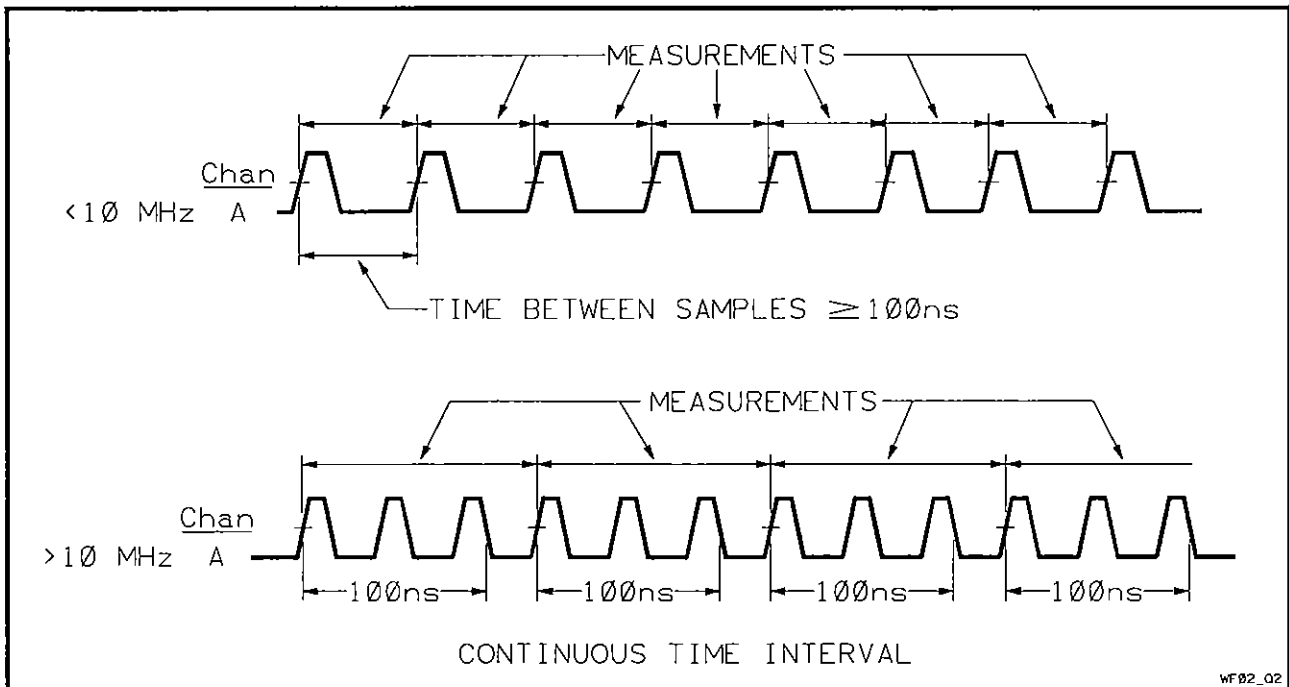 MEASUREMENTS
Chan
<1Ø MHz A
TIME BETWEEN SAMPLES ≥1ØØns
MEASUREMENTS
Chan
>1Ø MHz A
1ØØns 1ØØns 1ØØns 1ØØns
CONTINUOUS TIME INTERVAL
WFØ2_Q2